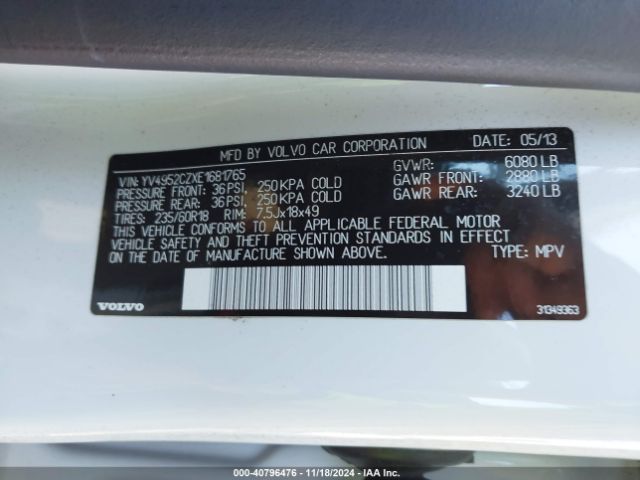 MFD BY VOLVO CAR CORPORATION DATE: 05/13
VIN: YV4952CZXE1681765 GVWR: 6080 LB
PRESSURE FRONT: 36 PSI, 250 KPA COLD GAWR FRONT: 2880 LB
PRESSURE REAR: 36 PSI, 250 KPA COLD GAWR REAR: 3240 LB
TIRES: 235/60R18 RIM: 7.5Jx18x49
THIS VEHICLE CONFORMS TO ALL APPLICABLE FEDERAL MOTOR
VEHICLE SAFETY AND THEFT PREVENTION STANDARDS IN EFFECT
ON DATE OF MANUFACTURE SHOWN ABOVE. TYPE: MPV
VOLVO 31349363
000-40796476 | 11/18/2024 - IAA Inc.